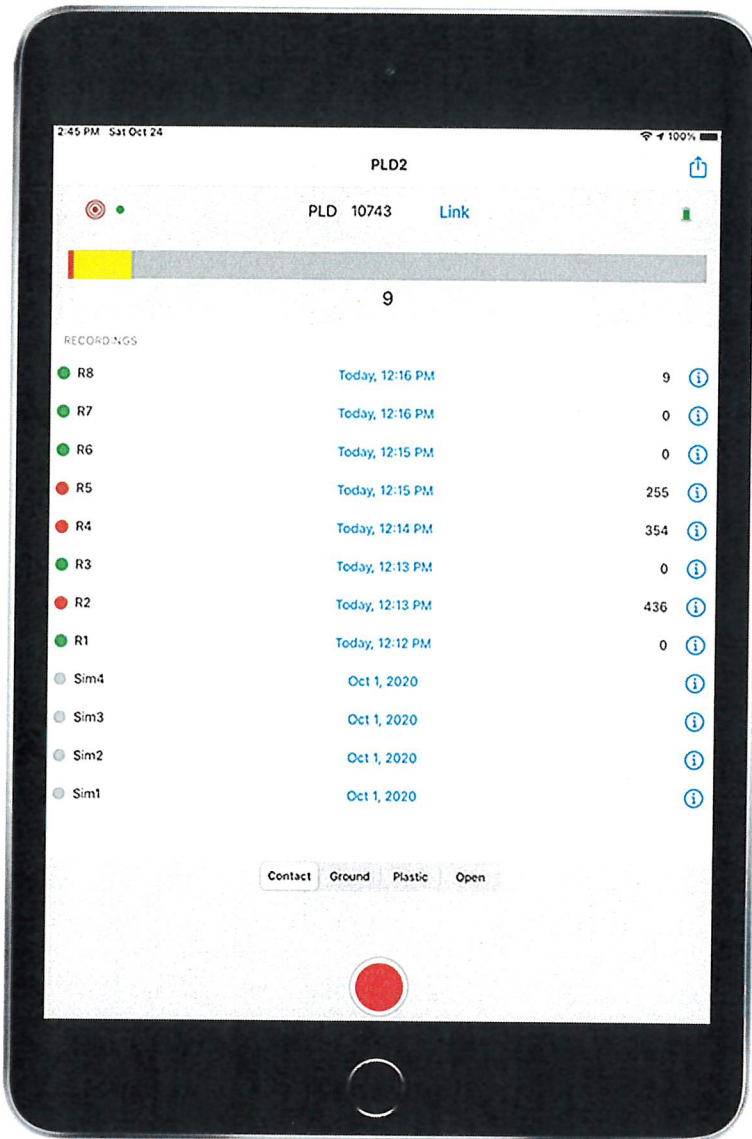 2:45 PM Sat Oct 24 100%
PLD2
PLD 10743 Link
9
RECORDINGS
R8 Today, 12:16 PM 9
R7 Today, 12:16 PM 0
R6 Today, 12:15 PM 0
R5 Today, 12:15 PM 255
R4 Today, 12:14 PM 354
R3 Today, 12:13 PM 0
R2 Today, 12:13 PM 436
R1 Today, 12:12 PM 0
Sim4 Oct 1, 2020
Sim3 Oct 1, 2020
Sim2 Oct 1, 2020
Sim1 Oct 1, 2020
Contact Ground Plastic Open